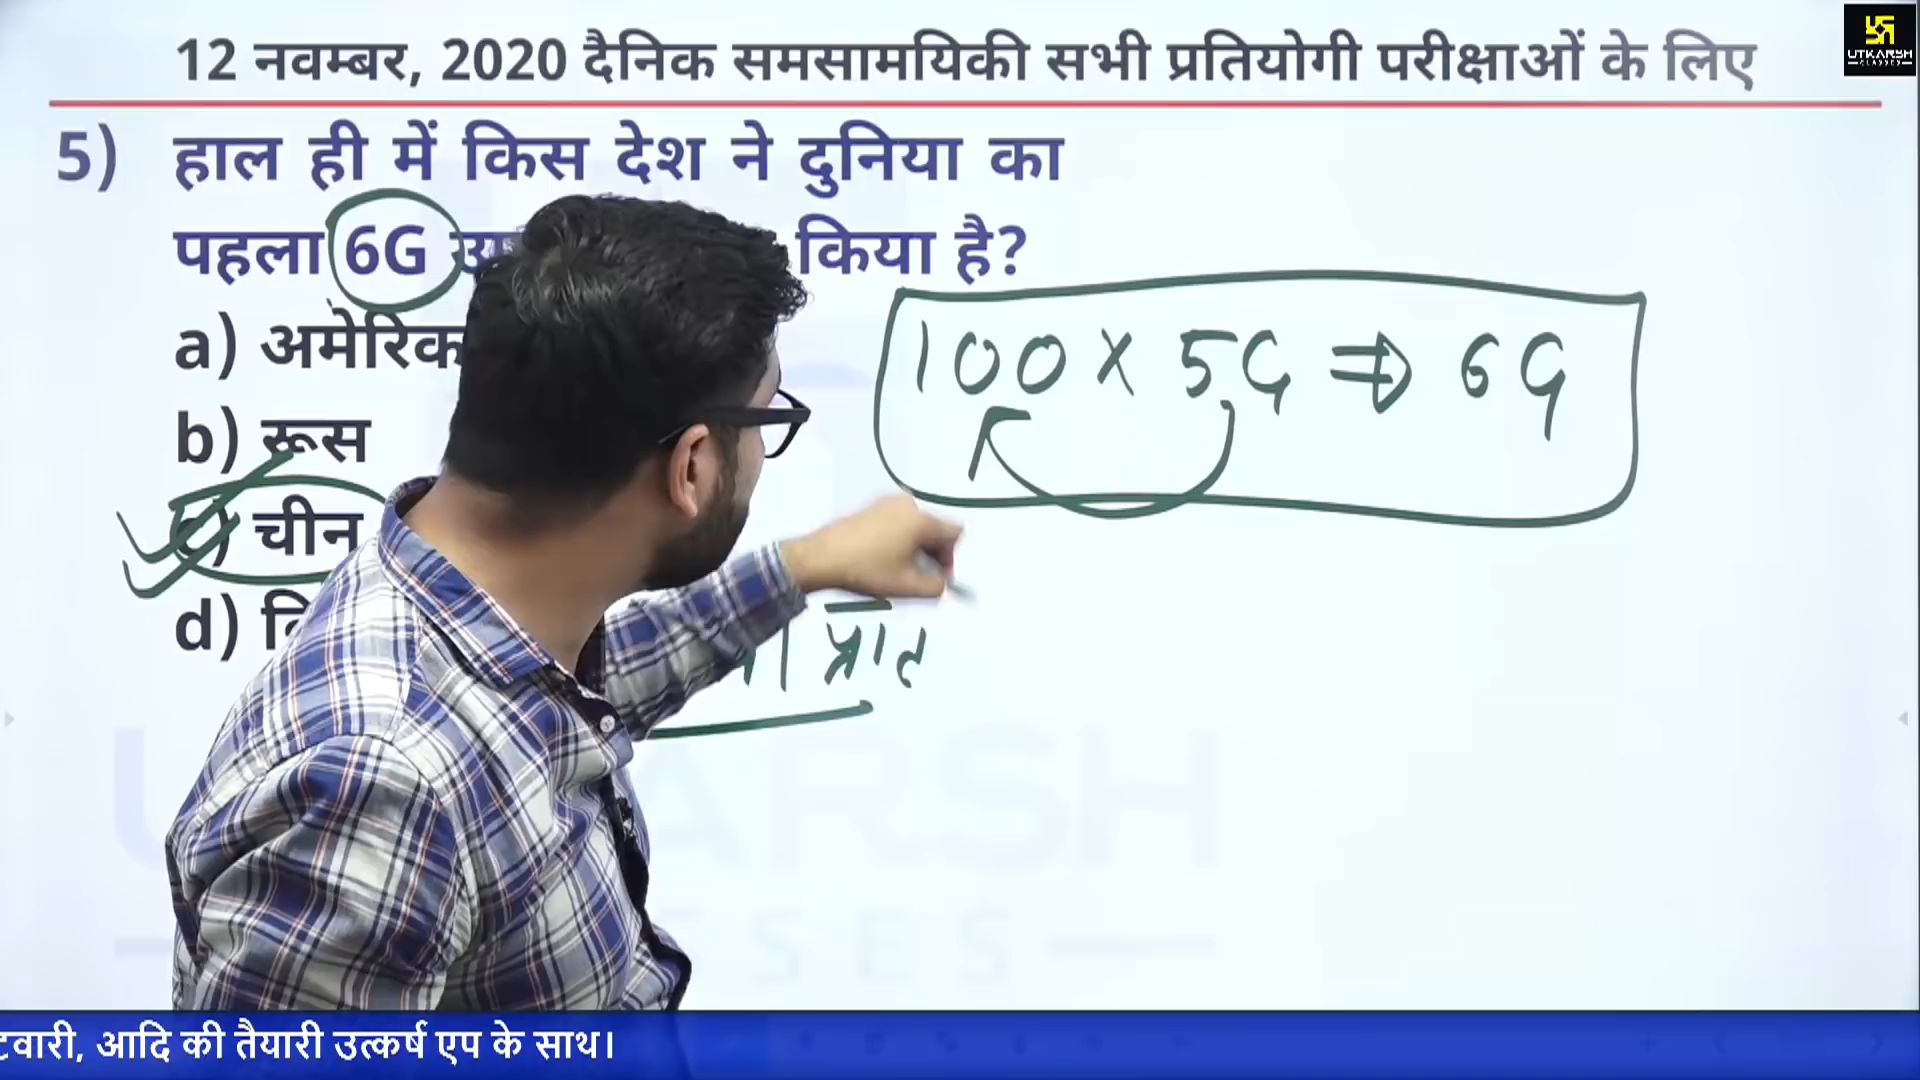 12 नवम्बर, 2020 दैनिक समसामयिकी सभी प्रतियोगी परीक्षाओं के लिए
UTKARSH
CLASSES
5) हाल ही में किस देश ने दुनिया का
पहला 6G किया है?
a) अमेरिक
b) रूस
c) चीन
d)
100 x 5G ⇒ 6G
प्रांत
टवारी, आदि की तैयारी उत्कर्ष एप के साथ।